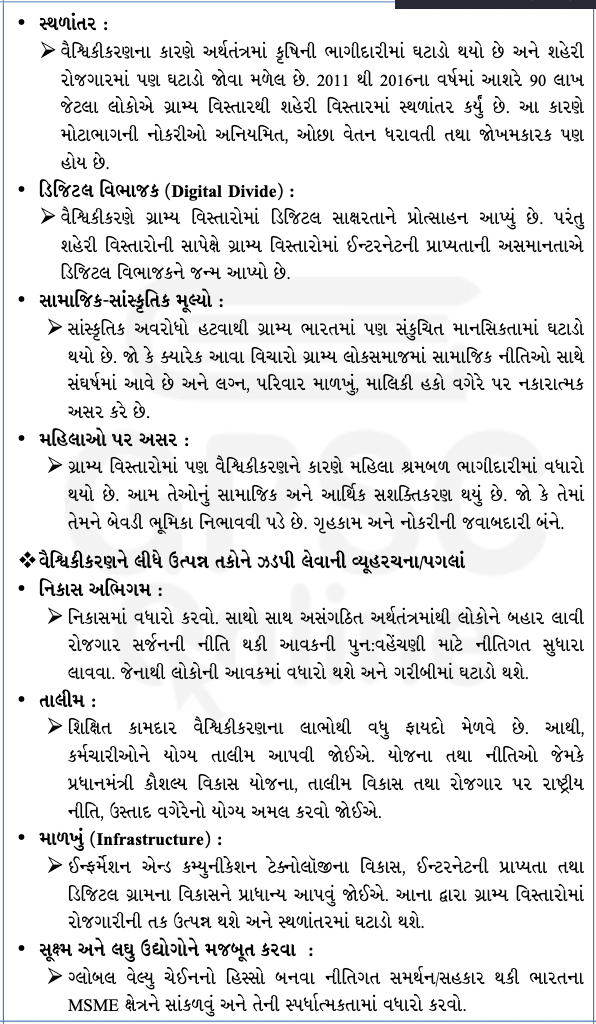 • સ્થળાંતર :
➤ વૈશ્વિકીકરણના કારણે અર્થતંત્રમાં કૃષિની ભાગીદારીમાં ઘટાડો થયો છે અને શહેરી
રોજગારમાં પણ ઘટાડો જોવા મળેલ છે. 2011 થી 2016ના વર્ષમાં આશરે 90 લાખ
જેટલા લોકોએ ગ્રામ્ય વિસ્તારથી શહેરી વિસ્તારમાં સ્થળાંતર કર્યું છે. આ કારણે
મોટાભાગની નોકરીઓ અનિયમિત, ઓછા વેતન ધરાવતી તથા જોખમકારક પણ
હોય છે.
• ડિજિટલ વિભાજક (Digital Divide) :
➤ વૈશ્વિકીકરણે ગ્રામ્ય વિસ્તારોમાં ડિજિટલ સાક્ષરતાને પ્રોત્સાહન આપ્યું છે. પરંતુ
શહેરી વિસ્તારોની સાપેક્ષે ગ્રામ્ય વિસ્તારોમાં ઈન્ટરનેટની પ્રાપ્યતાની અસમાનતાએ
ડિજિટલ વિભાજકને જન્મ આપ્યો છે.
• સામાજિક-સાંસ્કૃતિક મૂલ્યો :
➤ સાંસ્કૃતિક અવરોધો હટવાથી ગ્રામ્ય ભારતમાં પણ સંકુચિત માનસિકતામાં ઘટાડો
થયો છે. જો કે ક્યારેક આવા વિચારો ગ્રામ્ય લોકસમાજમાં સામાજિક નીતિઓ સાથે
સંઘર્ષમાં આવે છે અને લગ્ન, પરિવાર માળખું, માલિકી હકો વગેરે પર નકારાત્મક
અસર કરે છે.
• મહિલાઓ પર અસર :
➤ ગ્રામ્ય વિસ્તારોમાં પણ વૈશ્વિકીકરણને કારણે મહિલા શ્રમબળ ભાગીદારીમાં વધારો
થયો છે. આમ તેઓનું સામાજિક અને આર્થિક સશક્તિકરણ થયું છે. જો કે તેમાં
તેમને બેવડી ભૂમિકા નિભાવવી પડે છે. ગૃહકામ અને નોકરીની જવાબદારી બંને.
❖ વૈશ્વિકીકરણને લીધે ઉત્પન્ન તકોને ઝડપી લેવાની વ્યૂહરચના/પગલાં
• નિકાસ અભિગમ :
➤ નિકાસમાં વધારો કરવો. સાથો સાથ અસંગઠિત અર્થતંત્રમાંથી લોકોને બહાર લાવી
રોજગાર સર્જનની નીતિ થકી આવકની પુન:વહેંચણી માટે નીતિગત સુધારા
લાવવા. જેનાથી લોકોની આવકમાં વધારો થશે અને ગરીબીમાં ઘટાડો થશે.
• તાલીમ :
➤ શિક્ષિત કામદાર વૈશ્વિકીકરણના લાભોથી વધુ ફાયદો મેળવે છે. આથી,
કર્મચારીઓને યોગ્ય તાલીમ આપવી જોઈએ. યોજના તથા નીતિઓ જેમકે
પ્રધાનમંત્રી કૌશલ્ય વિકાસ યોજના, તાલીમ વિકાસ તથા રોજગાર પર રાષ્ટ્રીય
નીતિ, ઉસ્તાદ વગેરેનો યોગ્ય અમલ કરવો જોઈએ.
• માળખું (Infrastructure) :
➤ ઈન્ફર્મેશન એન્ડ કમ્યુનીકેશન ટેક્નોલૉજીના વિકાસ, ઈન્ટરનેટની પ્રાપ્યતા તથા
ડિજિટલ ગ્રામના વિકાસને પ્રાધાન્ય આપવું જોઈએ. આના દ્વારા ગ્રામ્ય વિસ્તારોમાં
રોજગારીની તક ઉત્પન્ન થશે અને સ્થળાંતરમાં ઘટાડો થશે.
• સૂક્ષ્મ અને લઘુ ઉદ્યોગોને મજબૂત કરવા :
➤ ગ્લોબલ વેલ્યુ ચેઈનનો હિસ્સો બનવા નીતિગત સમર્થન/સહકાર થકી ભારતના
MSME ક્ષેત્રને સાંકળવું અને તેની સ્પર્ધાત્મકતામાં વધારો કરવો.
GPSC
Online